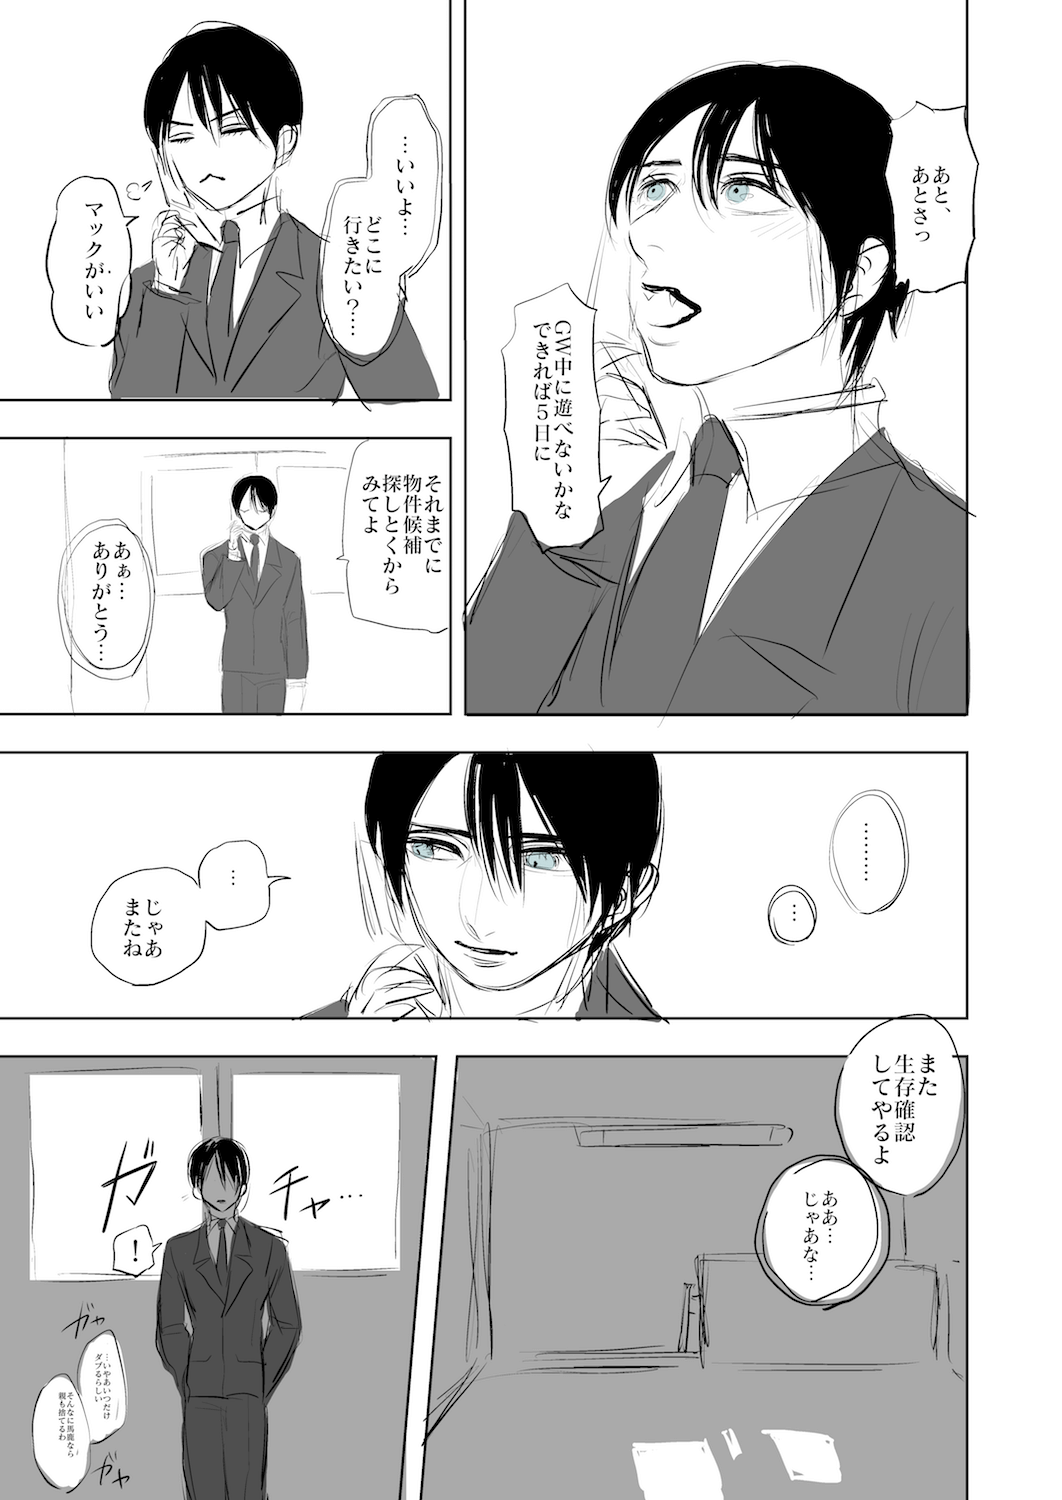 あと、
あとさっ
GW中に遊べないかな
できれば5日に
…いいよ…
どこに
行きたい？…
マックがいい
それまでに
物件候補
探しとくから
みてよ
あぁ…
ありがとう…
………
…
…
じゃあ
またね
また
生存確認
してやるよ
ああ…
じゃあな…
ガチャ…
！
ガヤ
…いやあいつだけ
ダブるらしい
そんなに馬鹿なら
親も捨てるわ
ガヤ